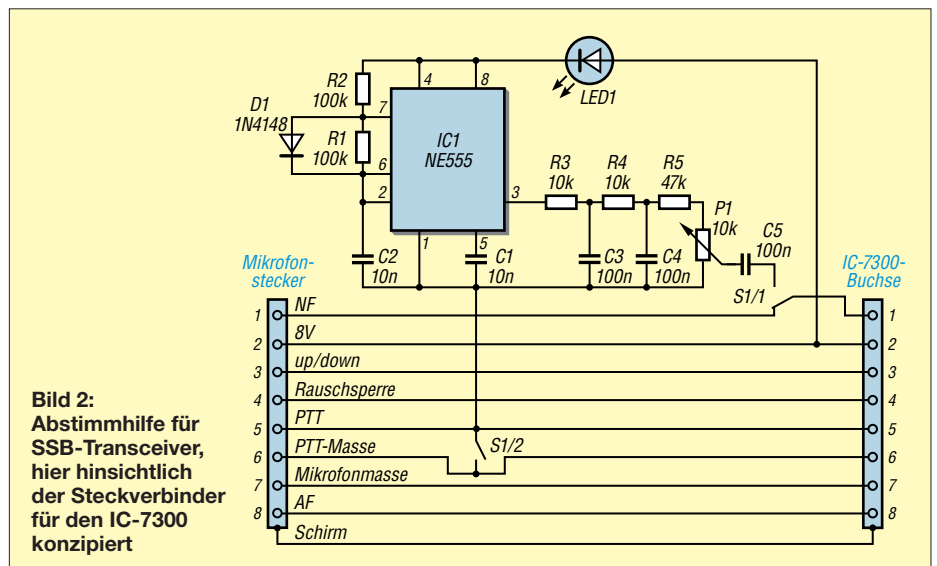 R2
100k
4
8
LED1
D1
1N4148
7
R1
100k
IC1
NE555
6
2
3
R3
10k
R4
10k
R5
47k
P1
10k
C5
100n
1
5
C2
10n
C1
10n
C3
100n
C4
100n
S1/1
Mikrofon-
stecker
IC-7300-
Buchse
1 NF 1
2 8V 2
3 up/down 3
4 Rauschsperre 4
5 PTT 5
S1/2
6 PTT-Masse 6
7 Mikrofonmasse 7
8 AF 8
Schirm
Bild 2:
Abstimmhilfe für
SSB-Transceiver,
hier hinsichtlich
der Steckverbinder
für den IC-7300
konzipiert